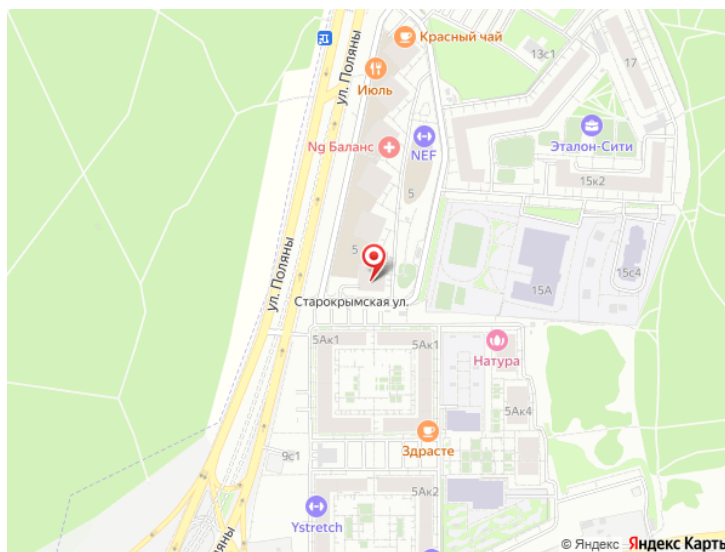 Красный чай
ул. Поляны
13с1
17
Июль
Ng Баланс
NEF
Эталон-Сити
15к2
5
ул. Поляны
5
15с4
15А
Старокрымская ул.
5Ак1
5Ак1
Натура
5Ак4
Здрасте
9с1
5Ак2
Ystretch
Поляны
© Яндекс Яндекс Карты